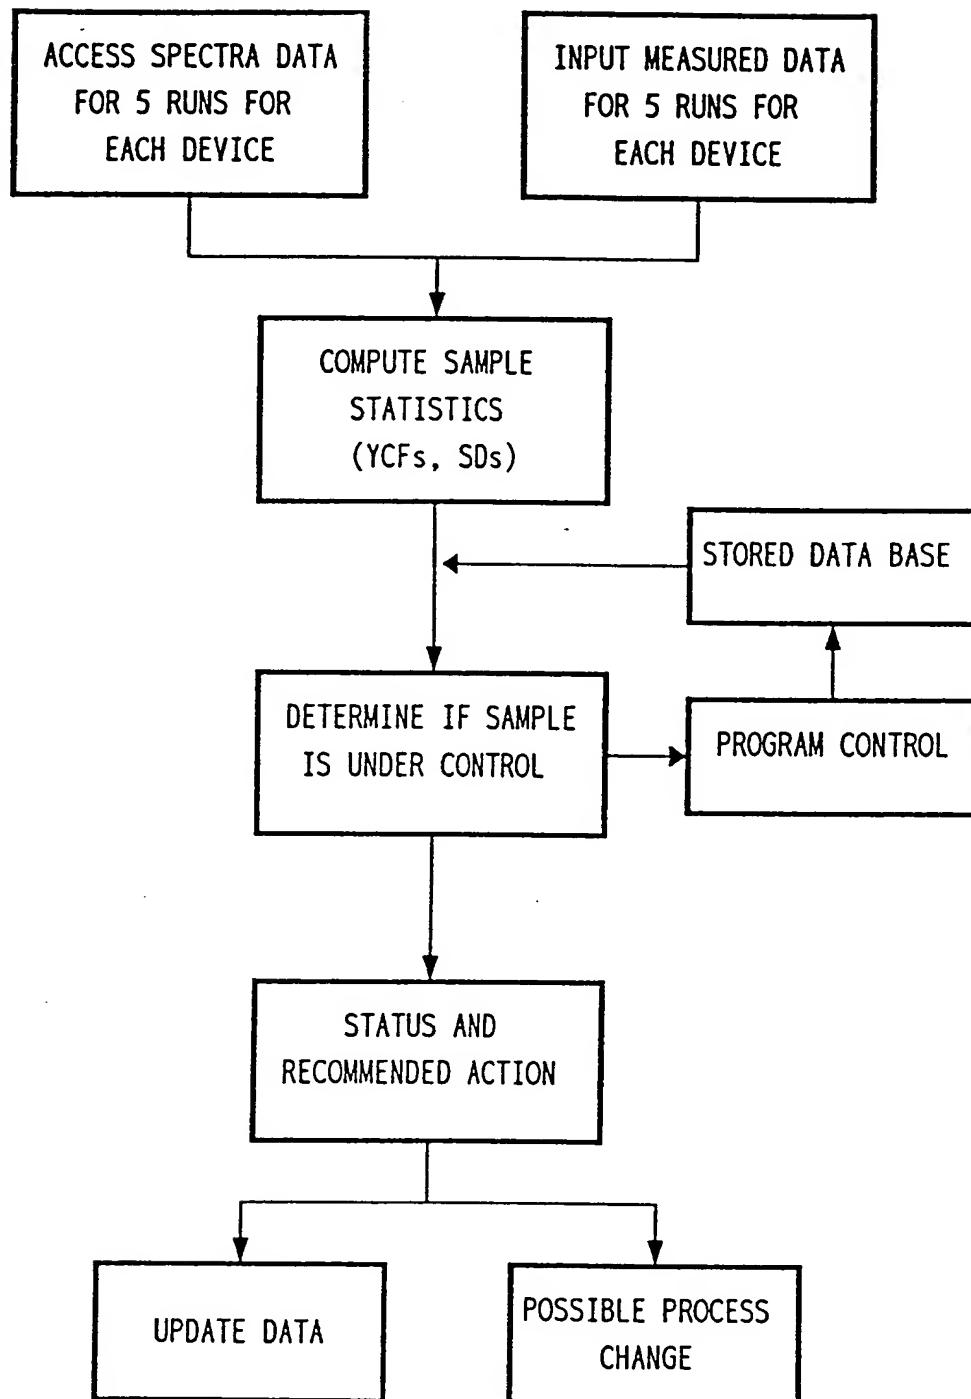 ACCESS SPECTRA DATA
FOR 5 RUNS FOR
EACH DEVICE
INPUT MEASURED DATA
FOR 5 RUNS FOR
EACH DEVICE
COMPUTE SAMPLE
STATISTICS
(YCFs, SDs)
STORED DATA BASE
DETERMINE IF SAMPLE
IS UNDER CONTROL
PROGRAM CONTROL
STATUS AND
RECOMMENDED ACTION
UPDATE DATA
POSSIBLE PROCESS
CHANGE